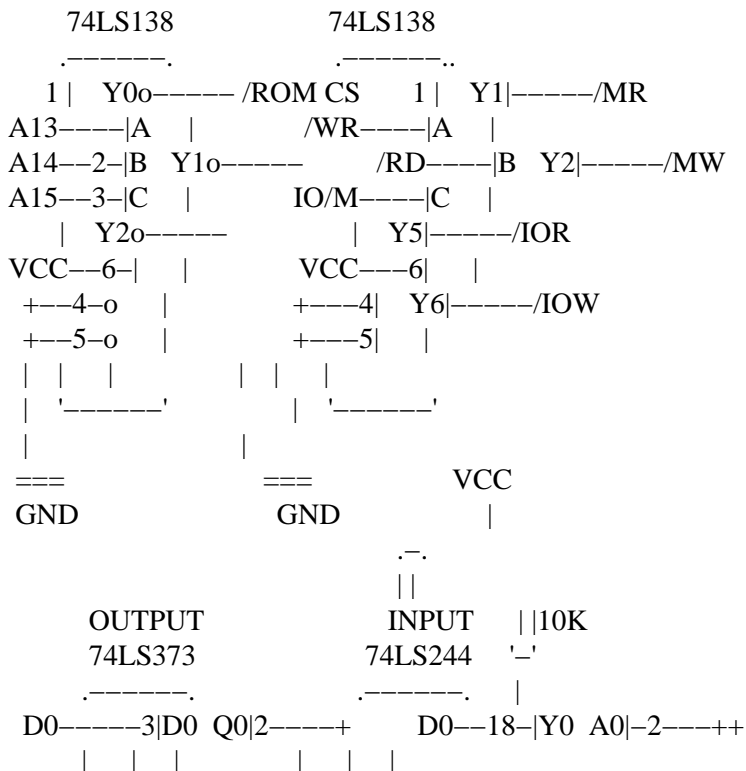 74LS138 74LS138
.−−−−−−. .−−−−−−..
1 | Y0o−−−−− /ROM CS 1 | Y1|−−−−−/MR
A13−−−−|A | /WR−−−−|A |
A14−−2−|B Y1o−−−−− /RD−−−−|B Y2|−−−−−/MW
A15−−3−|C | IO/M−−−−|C |
| Y2o−−−−− | Y5|−−−−−/IOR
VCC−−6−| | VCC−−−6| |
+−−4−o | +−−−4| Y6|−−−−−/IOW
+−−5−o | +−−−5| |
| | | | | |
| '−−−−−−' | '−−−−−−'
| |
=== === VCC
GND GND |
.−.
| |
OUTPUT INPUT | |10K
74LS373 74LS244 '−'
.−−−−−−. .−−−−−−. |
D0−−−−−3|D0 Q0|2−−−−+ D0−−18−|Y0 A0|−2−−−++
| | | | | |